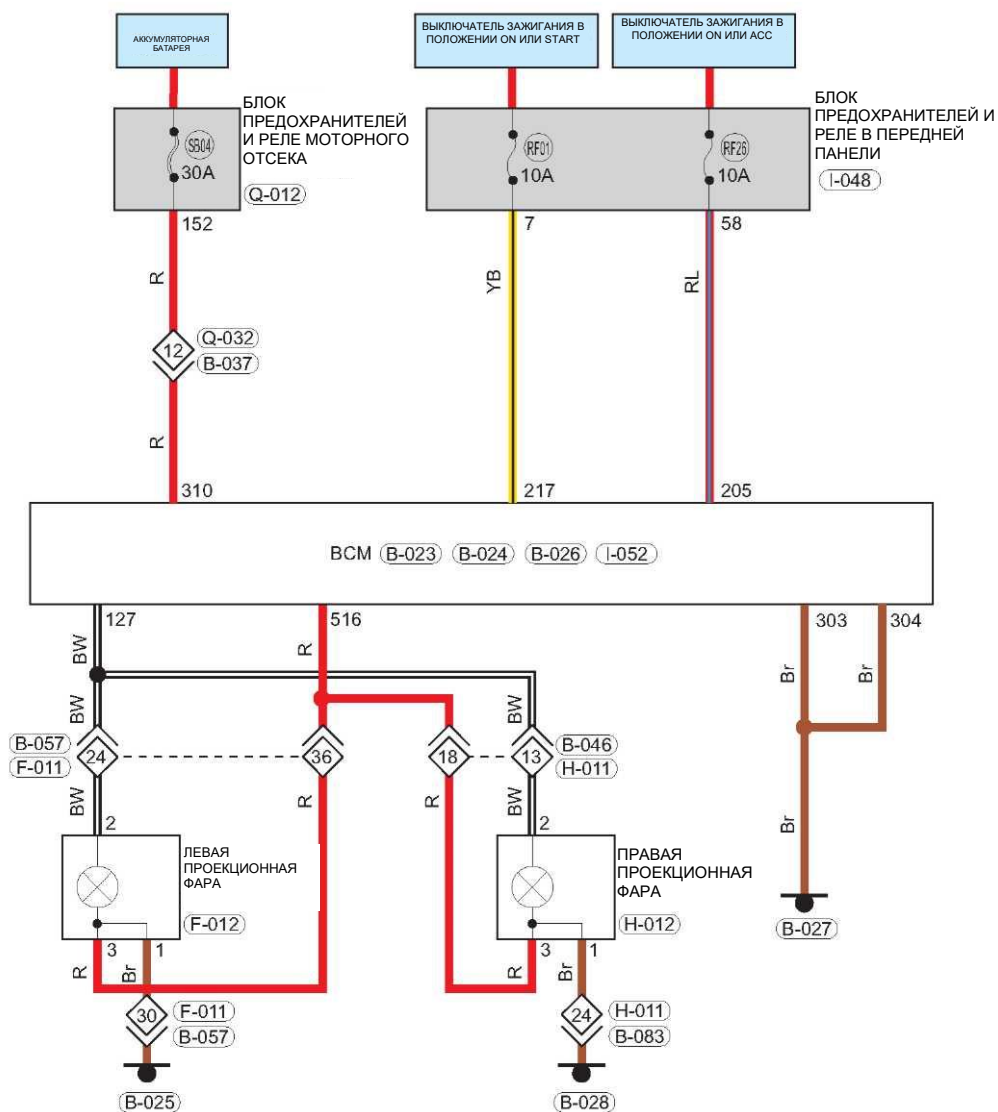 АККУМУЛЯТОРНАЯ
БАТАРЕЯ
ВЫКЛЮЧАТЕЛЬ ЗАЖИГАНИЯ В
ПОЛОЖЕНИИ ON ИЛИ START
ВЫКЛЮЧАТЕЛЬ ЗАЖИГАНИЯ В
ПОЛОЖЕНИИ ON ИЛИ ACC
SB04
30A
БЛОК
ПРЕДОХРАНИТЕЛЕЙ
И РЕЛЕ МОТОРНОГО
ОТСЕКА
Q-012
RF01
10A
RF26
10A
БЛОК
ПРЕДОХРАНИТЕЛЕЙ И
РЕЛЕ В ПЕРЕДНЕЙ
ПАНЕЛИ
I-048
152
7
58
R
YB
RL
12
Q-032
B-037
R
310
217
205
BCM B-023 B-024 B-026 I-052
127
516
303
304
BW
R
Br
Br
BW
BW
B-057
F-011
24
36
18
13
B-046
H-011
BW
R
R
BW
Br
2
2
ЛЕВАЯ
ПРОЕКЦИОННАЯ
ФАРА
F-012
ПРАВАЯ
ПРОЕКЦИОННАЯ
ФАРА
H-012
B-027
3
1
3
1
R
Br
R
Br
30
F-011
B-057
24
H-011
B-083
B-025
B-028